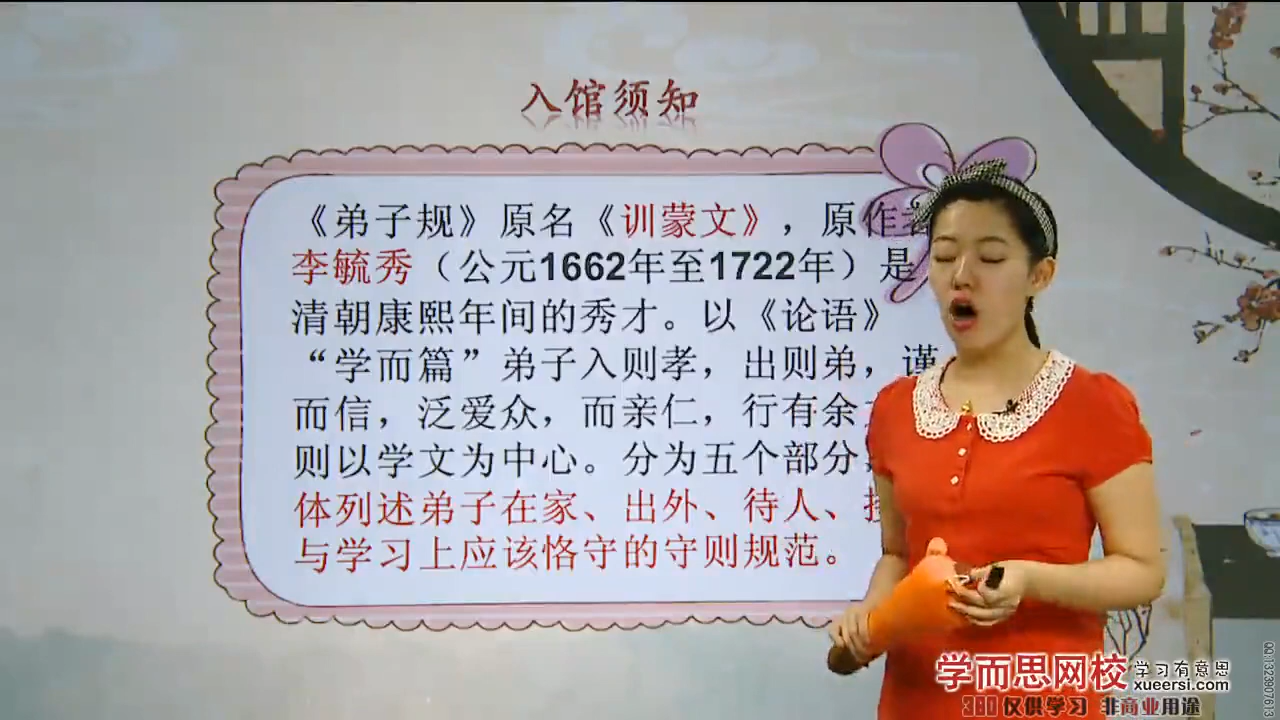 入馆须知
《弟子规》原名《训蒙文》，原作者
李毓秀（公元1662年至1722年）是
清朝康熙年间的秀才。以《论语》
“学而篇”弟子入则孝，出则弟，谨
而信，泛爱众，而亲仁，行有余
则以学文为中心。分为五个部分
体列述弟子在家、出外、待人、接
与学习上应该恪守的守则规范。
学而思网校 学习有意思
xueersi.com
380 仅供学习 非商业用途